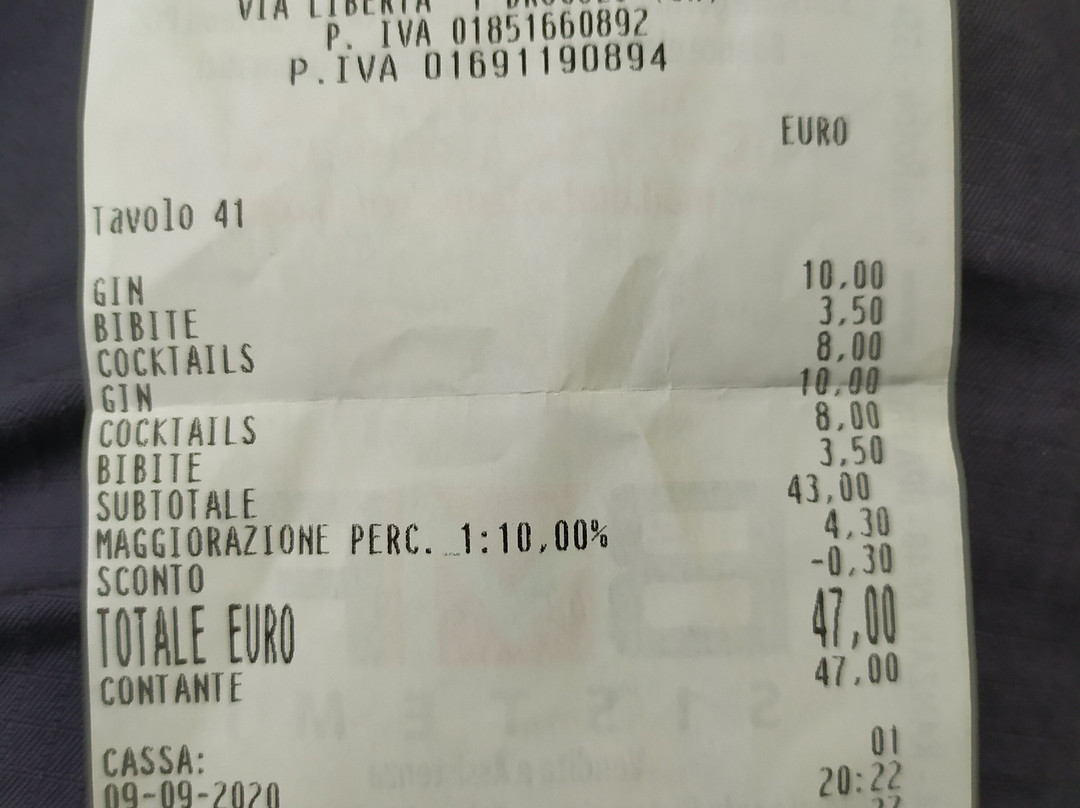 VIA LIBERTA'
P. IVA 01851660892
P.IVA 01691190894
EURO
Tavolo 41
GIN 10,00
BIBITE 3,50
COCKTAILS 8,00
GIN 10,00
COCKTAILS 8,00
BIBITE 3,50
SUBTOTALE 43,00
MAGGIORAZIONE PERC. 1:10,00% 4,30
SCONTO -0,30
TOTALE EURO 47,00
CONTANTE 47,00
CASSA: 01
09-09-2020 20:22